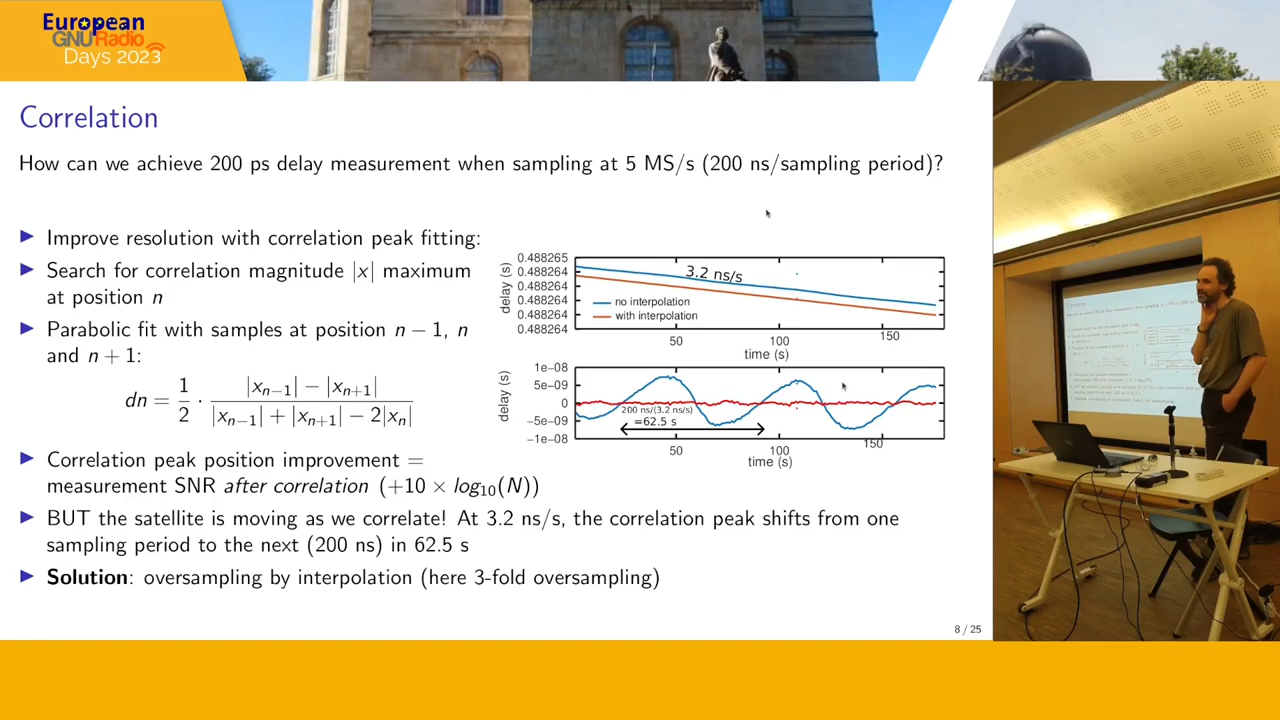 European
GNURadio
Days 2023
Correlation
How can we achieve 200 ps delay measurement when sampling at 5 MS/s (200 ns/sampling period)?
▶ Improve resolution with correlation peak fitting:
▶ Search for correlation magnitude |x| maximum
at position n
▶ Parabolic fit with samples at position n − 1, n
and n + 1:
dn = 1/2 · (|xₙ₋₁| − |xₙ₊₁|) / (|xₙ₋₁| + |xₙ₊₁| − 2|xₙ|)
▶ Correlation peak position improvement =
measurement SNR after correlation (+10 × log₁₀(N))
▶ BUT the satellite is moving as we correlate! At 3.2 ns/s, the correlation peak shifts from one
sampling period to the next (200 ns) in 62.5 s
▶ Solution: oversampling by interpolation (here 3-fold oversampling)
delay (s)
0.488265
0.488264
0.488264
0.488264
0.488264
0.488264
3.2 ns/s
no interpolation
with interpolation
50 100 150
time (s)
delay (s)
1e−08
5e−09
0
−5e−09
−1e−08
200 ns/(3.2 ns/s)
=62.5 s
50 100 150
time (s)
8 / 25